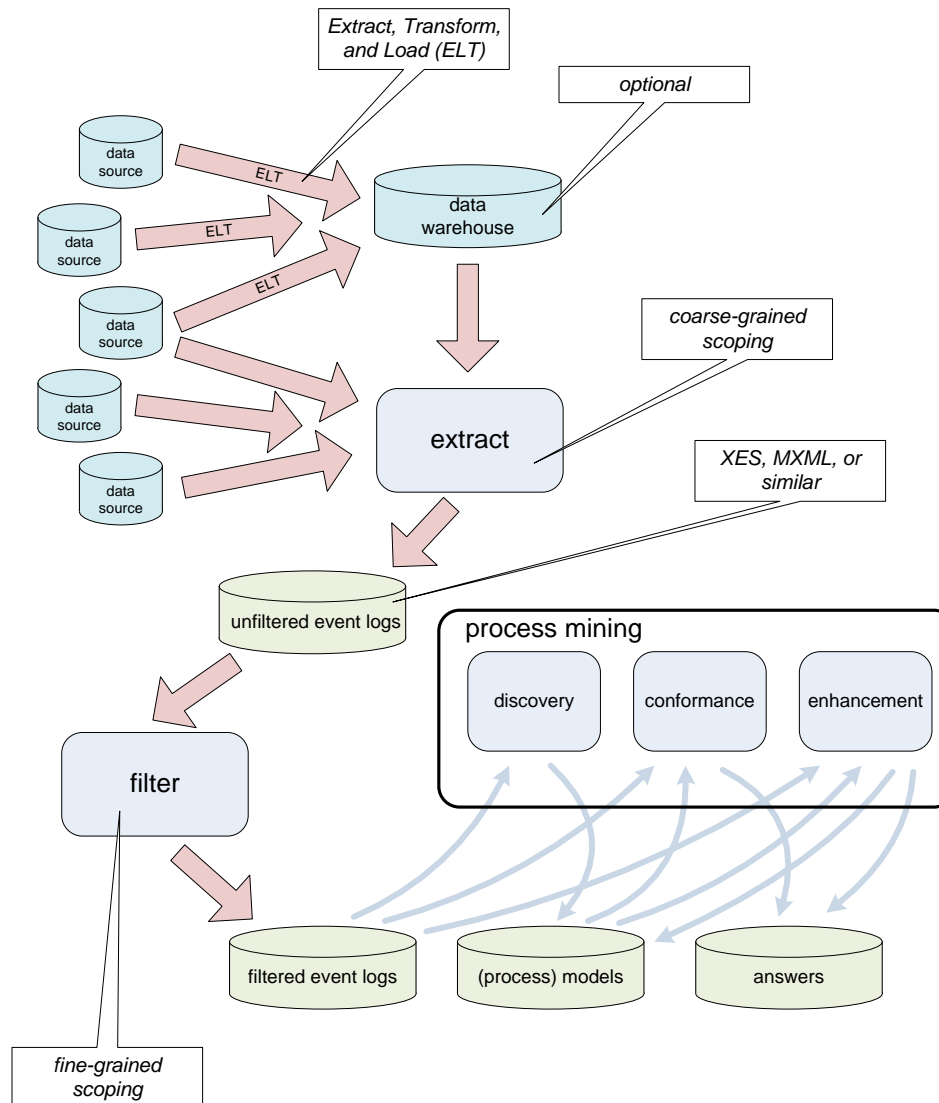 Extract, Transform,
and Load (ELT)
optional
data
source
ELT
data
warehouse
data
source
ELT
data
source
ELT
coarse-grained
scoping
data
source
extract
data
source
XES, MXML, or
similar
unfiltered event logs
process mining
discovery
conformance
enhancement
filter
filtered event logs
(process) models
answers
fine-grained
scoping